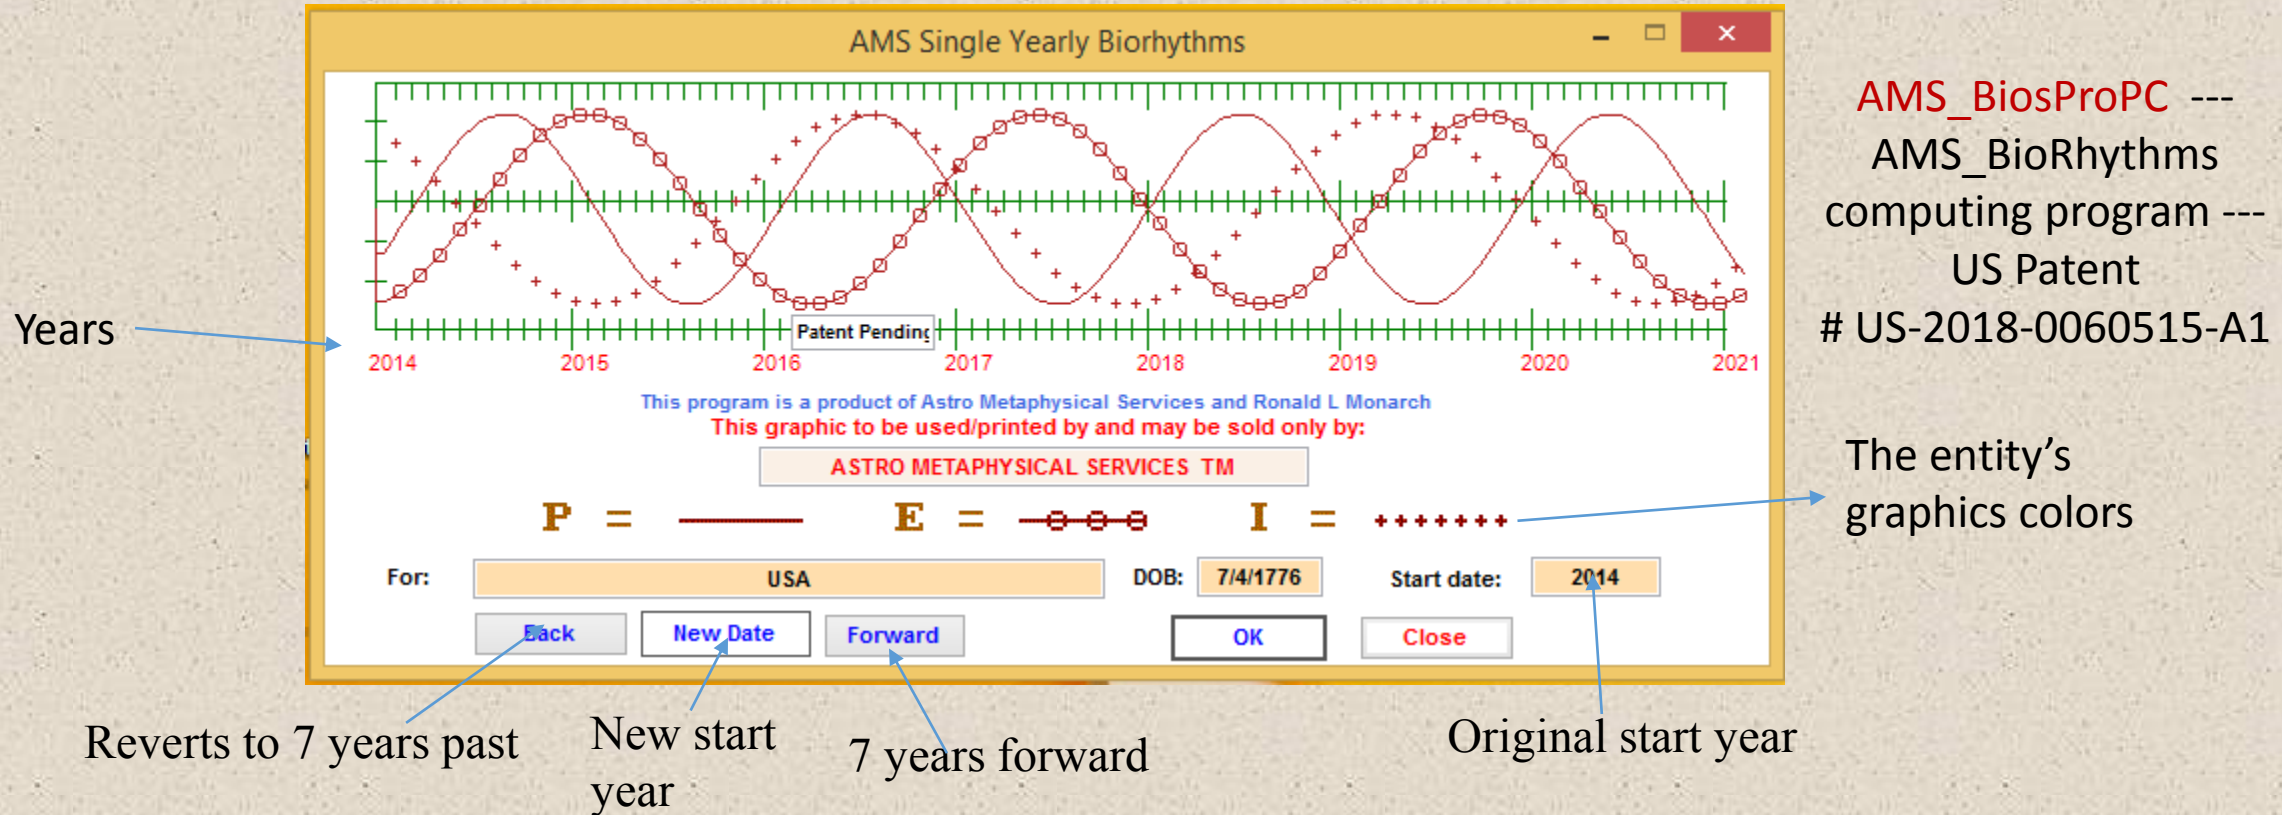 AMS Single Yearly Biorhythms
AMS_BiosProPC ---
AMS_BioRhythms
computing program ---
US Patent
# US-2018-0060515-A1
Years
Patent Pending
2014 2015 2016 2017 2018 2019 2020 2021
This program is a product of Astro Metaphysical Services and Ronald L Monarch
This graphic to be used/printed by and may be sold only by:
ASTRO METAPHYSICAL SERVICES TM
The entity’s
graphics colors
P = E = I =
For: USA DOB: 7/4/1776 Start date: 2014
Back New Date Forward OK Close
Reverts to 7 years past
New start
year
7 years forward
Original start year